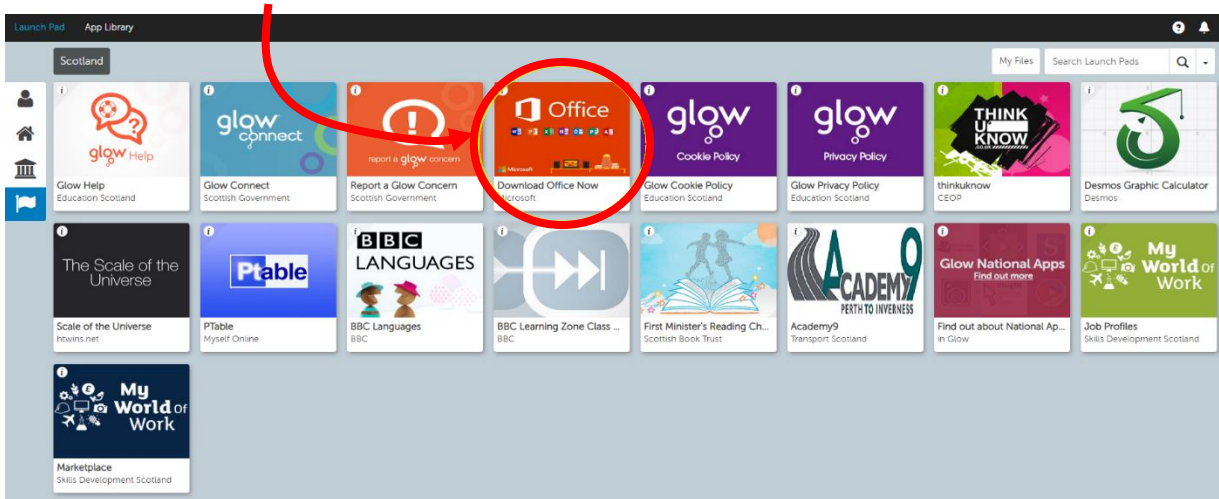 Launch Pad App Library
Scotland
My Files
Search Launch Pads
glow Help
Glow Help
Education Scotland
glow connect
Glow Connect
Scottish Government
report a glow concern
Report a Glow Concern
Scottish Government
Office
Microsoft
Download Office Now
Microsoft
glow
Cookie Policy
Glow Cookie Policy
Education Scotland
glow
Privacy Policy
Glow Privacy Policy
Education Scotland
THINK
U
KNOW
.co.uk
thinkuknow
CEOP
Desmos Graphic Calculator
Desmos
The Scale of the
Universe
Scale of the Universe
htwins.net
Ptable
PTable
Myself Online
BBC
LANGUAGES
BBC Languages
BBC
BBC Learning Zone Class ...
BBC
First Minister's Reading Ch...
Scottish Book Trust
ACADEMY9
PERTH TO INVERNESS
Academy9
Transport Scotland
Glow National Apps
Find out more
Find out about National Ap...
in Glow
My
World of
Work
Job Profiles
Skills Development Scotland
My
World of
Work
Marketplace
Skills Development Scotland